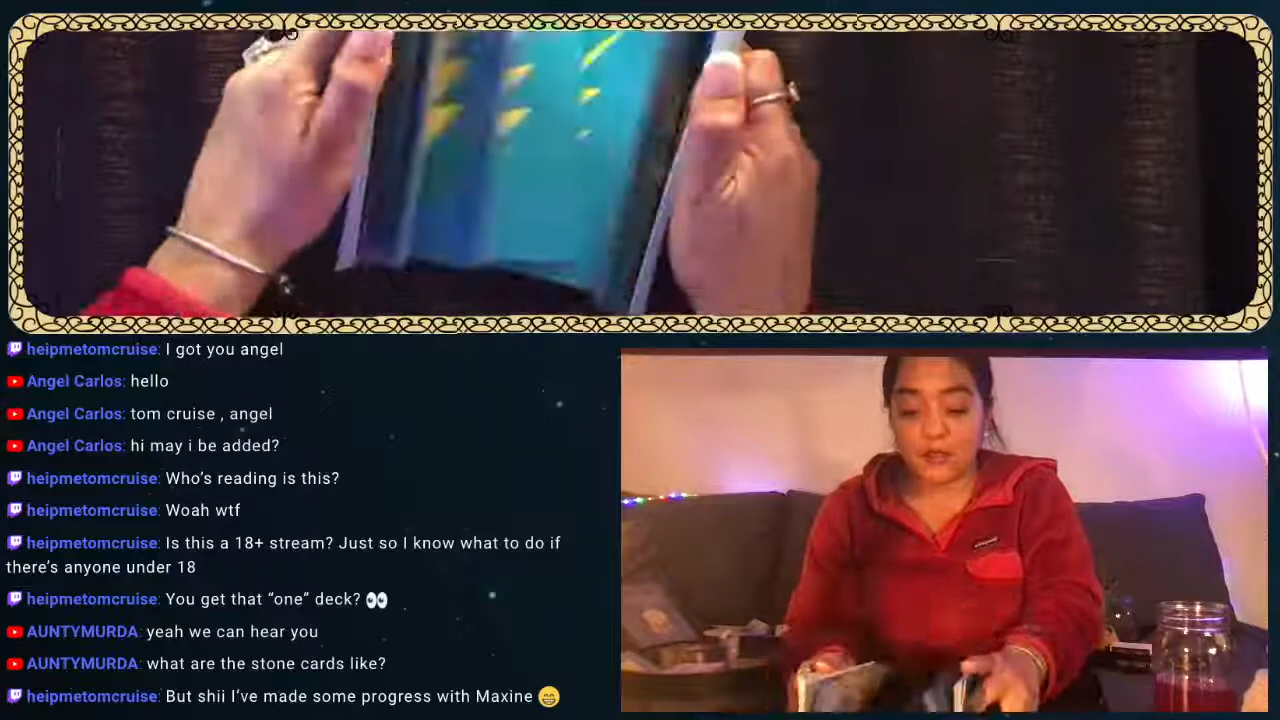 heipmetomcruise: I got you angel
Angel Carlos: hello
Angel Carlos: tom cruise , angel
Angel Carlos: hi may i be added?
heipmetomcruise: Who's reading is this?
heipmetomcruise: Woah wtf
heipmetomcruise: Is this a 18+ stream? Just so I know what to do if
there's anyone under 18
heipmetomcruise: You get that “one” deck? 👀
AUNTYMURDA: yeah we can hear you
AUNTYMURDA: what are the stone cards like?
heipmetomcruise: But shii I've made some progress with Maxine 😁